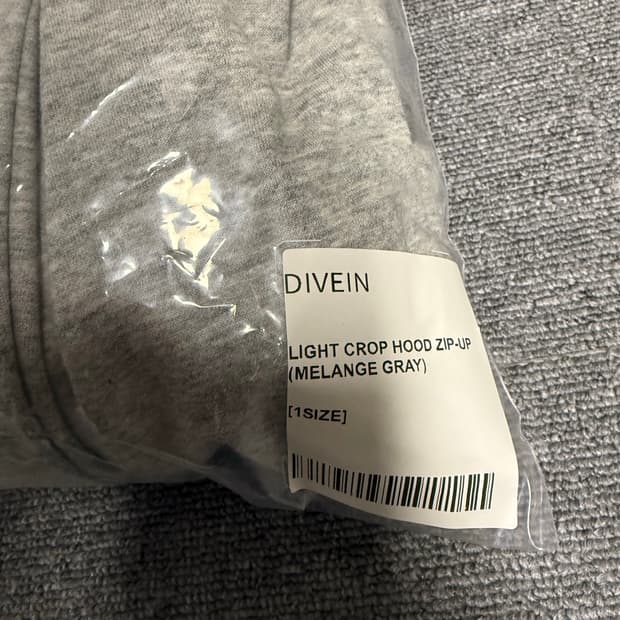 DIVEIN
LIGHT CROP HOOD ZIP-UP
(MELANGE GRAY)
[1SIZE]